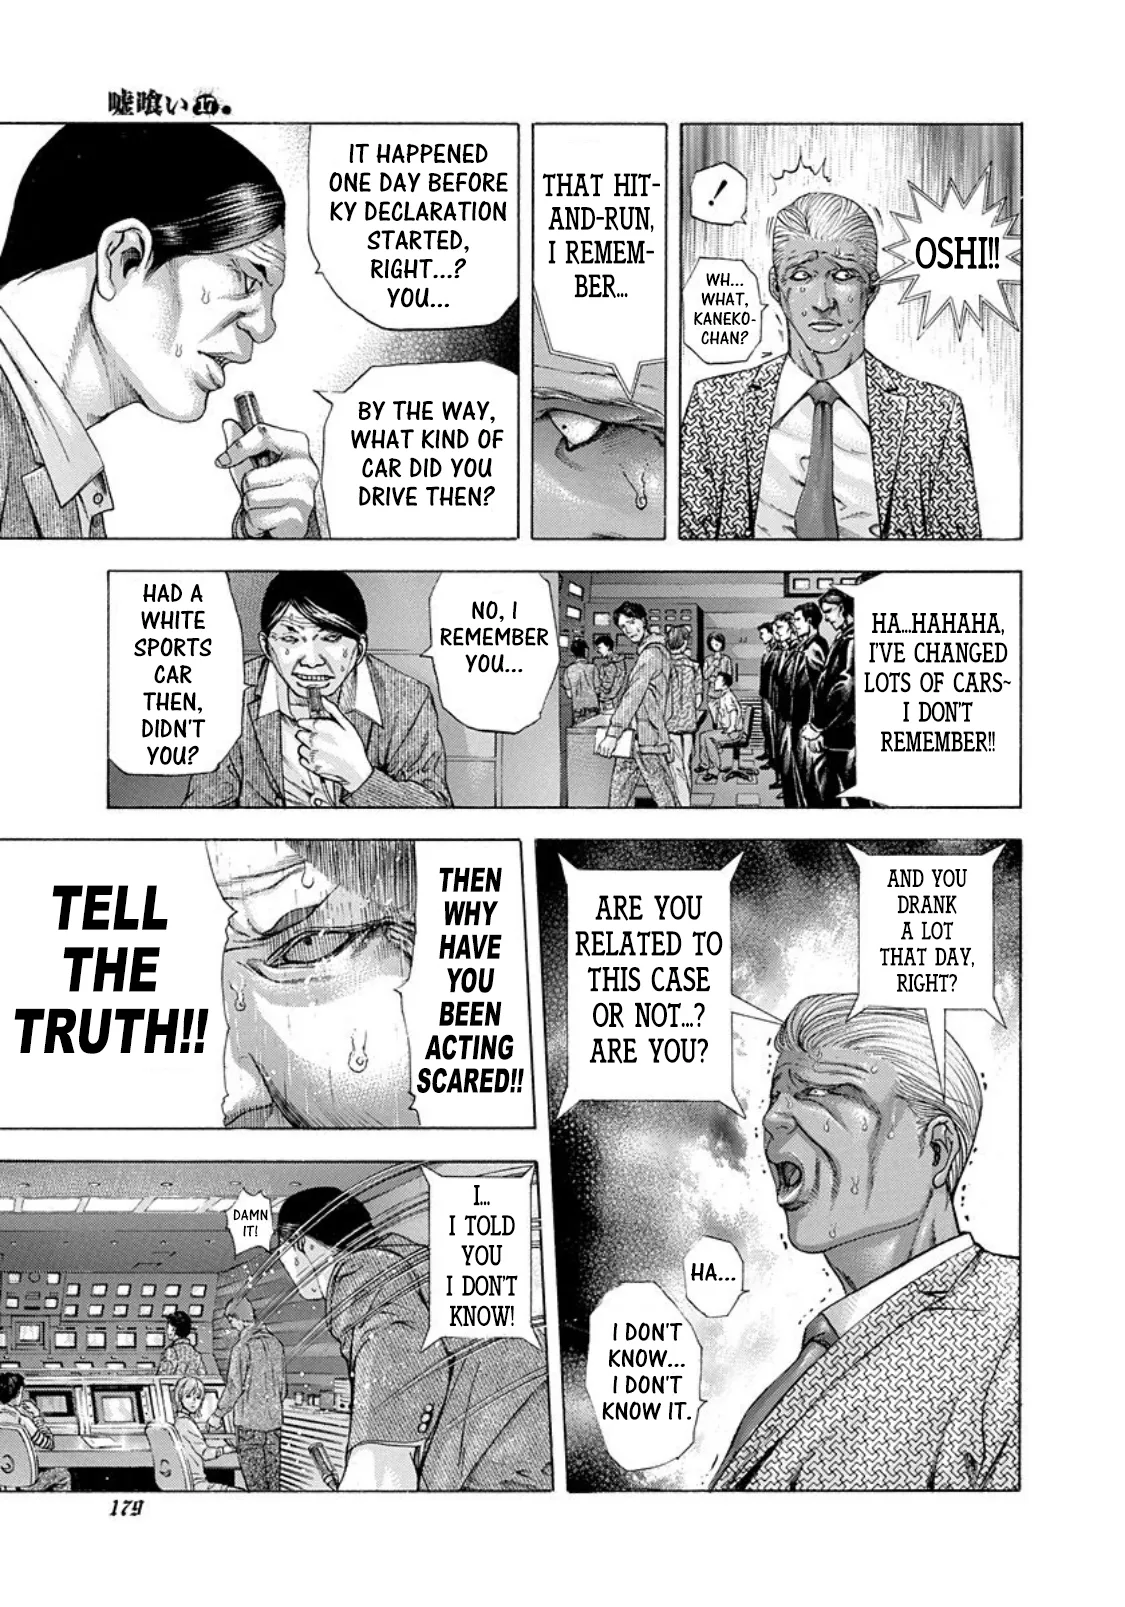 嘘喰い
OSHI!!
!
WH...
WHAT,
KANEKO-
CHAN?
THAT HIT-
AND-RUN,
I REMEM-
BER...
IT HAPPENED
ONE DAY BEFORE
KY DECLARATION
STARTED,
RIGHT...?
YOU...
BY THE WAY,
WHAT KIND OF
CAR DID YOU
DRIVE THEN?
HA...HAHAHA,
I'VE CHANGED
LOTS OF CARS~
I DON'T
REMEMBER!!
NO, I
REMEMBER
YOU...
HAD A
WHITE
SPORTS
CAR
THEN,
DIDN'T
YOU?
AND YOU
DRANK
A LOT
THAT DAY,
RIGHT?
ARE YOU
RELATED TO
THIS CASE
OR NOT...?
ARE YOU?
HA...
I DON'T
KNOW...
I DON'T
KNOW IT.
THEN
WHY
HAVE
YOU
BEEN
ACTING
SCARED!!
TELL
THE
TRUTH!!
I...
I TOLD
YOU
I DON'T
KNOW!
DAMN
IT!
179